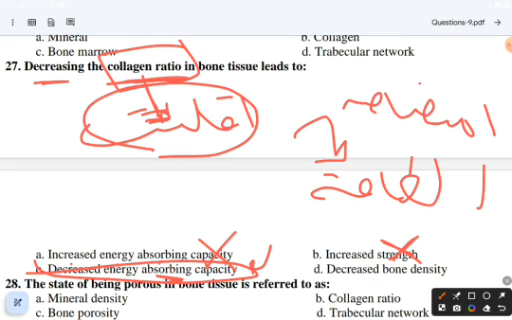 Questions-9.pdf
a. Mineral b. Collagen
c. Bone marrow d. Trabecular network
27. Decreasing the collagen ratio in bone tissue leads to:
a. Increased energy absorbing capacity b. Increased strength
c. Decreased energy absorbing capacity d. Decreased bone density
28. The state of being porous in bone tissue is referred to as:
a. Mineral density b. Collagen ratio
c. Bone porosity d. Trabecular network